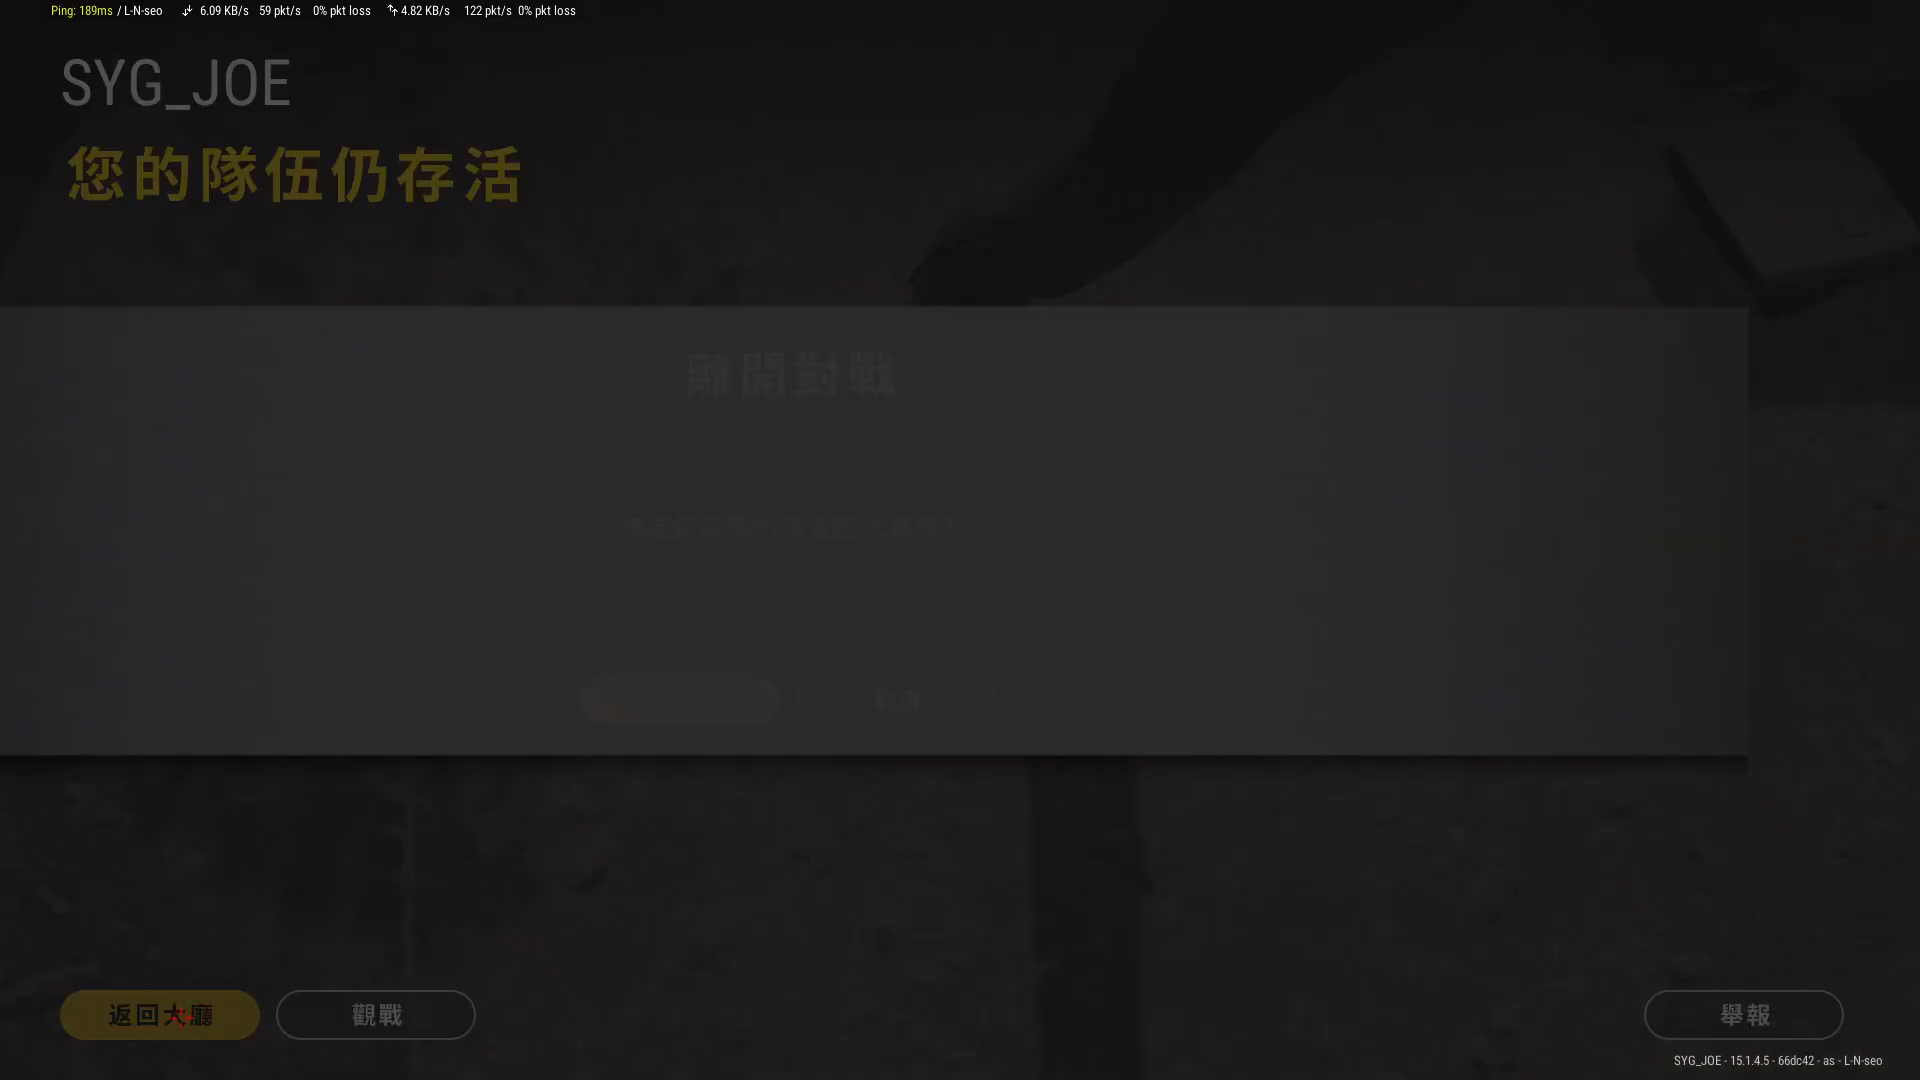 Ping: 189ms / L-N-seo 6.09 KB/s 59 pkt/s 0% pkt loss 4.82 KB/s 122 pkt/s 0% pkt loss
SYG_JOE
您的隊伍仍存活
離開對戰
取消
返回大廳 觀戰 舉報
SYG_JOE - 15.1.4.5 - 66dc42 - as - L-N-seo